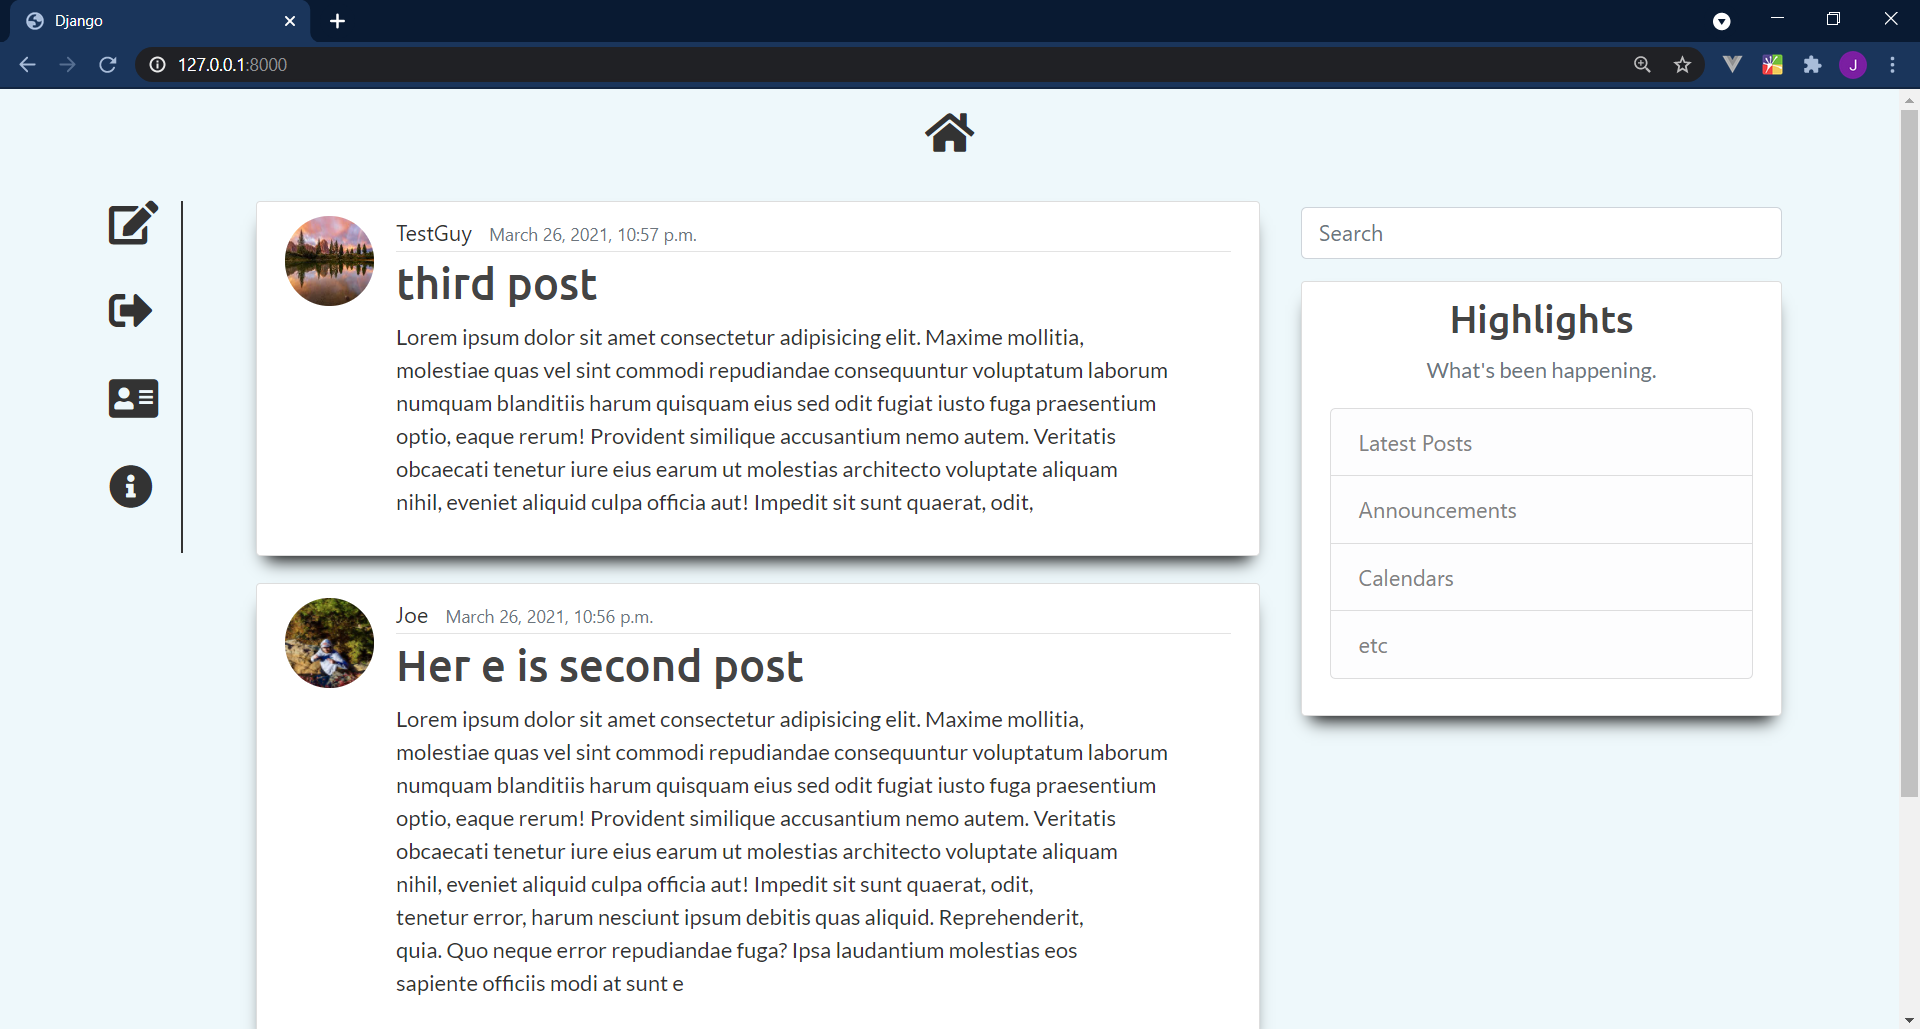 Django
127.0.0.1:8000
J
TestGuy March 26, 2021, 10:57 p.m.
third post
Lorem ipsum dolor sit amet consectetur adipisicing elit. Maxime mollitia,
molestiae quas vel sint commodi repudiandae consequuntur voluptatum laborum
numquam blanditiis harum quisquam eius sed odit fugiat iusto fuga praesentium
optio, eaque rerum! Provident similique accusantium nemo autem. Veritatis
obcaecati tenetur iure eius earum ut molestias architecto voluptate aliquam
nihil, eveniet aliquid culpa officia aut! Impedit sit sunt quaerat, odit,
Joe March 26, 2021, 10:56 p.m.
Her e is second post
Lorem ipsum dolor sit amet consectetur adipisicing elit. Maxime mollitia,
molestiae quas vel sint commodi repudiandae consequuntur voluptatum laborum
numquam blanditiis harum quisquam eius sed odit fugiat iusto fuga praesentium
optio, eaque rerum! Provident similique accusantium nemo autem. Veritatis
obcaecati tenetur iure eius earum ut molestias architecto voluptate aliquam
nihil, eveniet aliquid culpa officia aut! Impedit sit sunt quaerat, odit,
tenetur error, harum nesciunt ipsum debitis quas aliquid. Reprehenderit,
quia. Quo neque error repudiandae fuga? Ipsa laudantium molestias eos
sapiente officiis modi at sunt e
Search
Highlights
What's been happening.
Latest Posts
Announcements
Calendars
etc